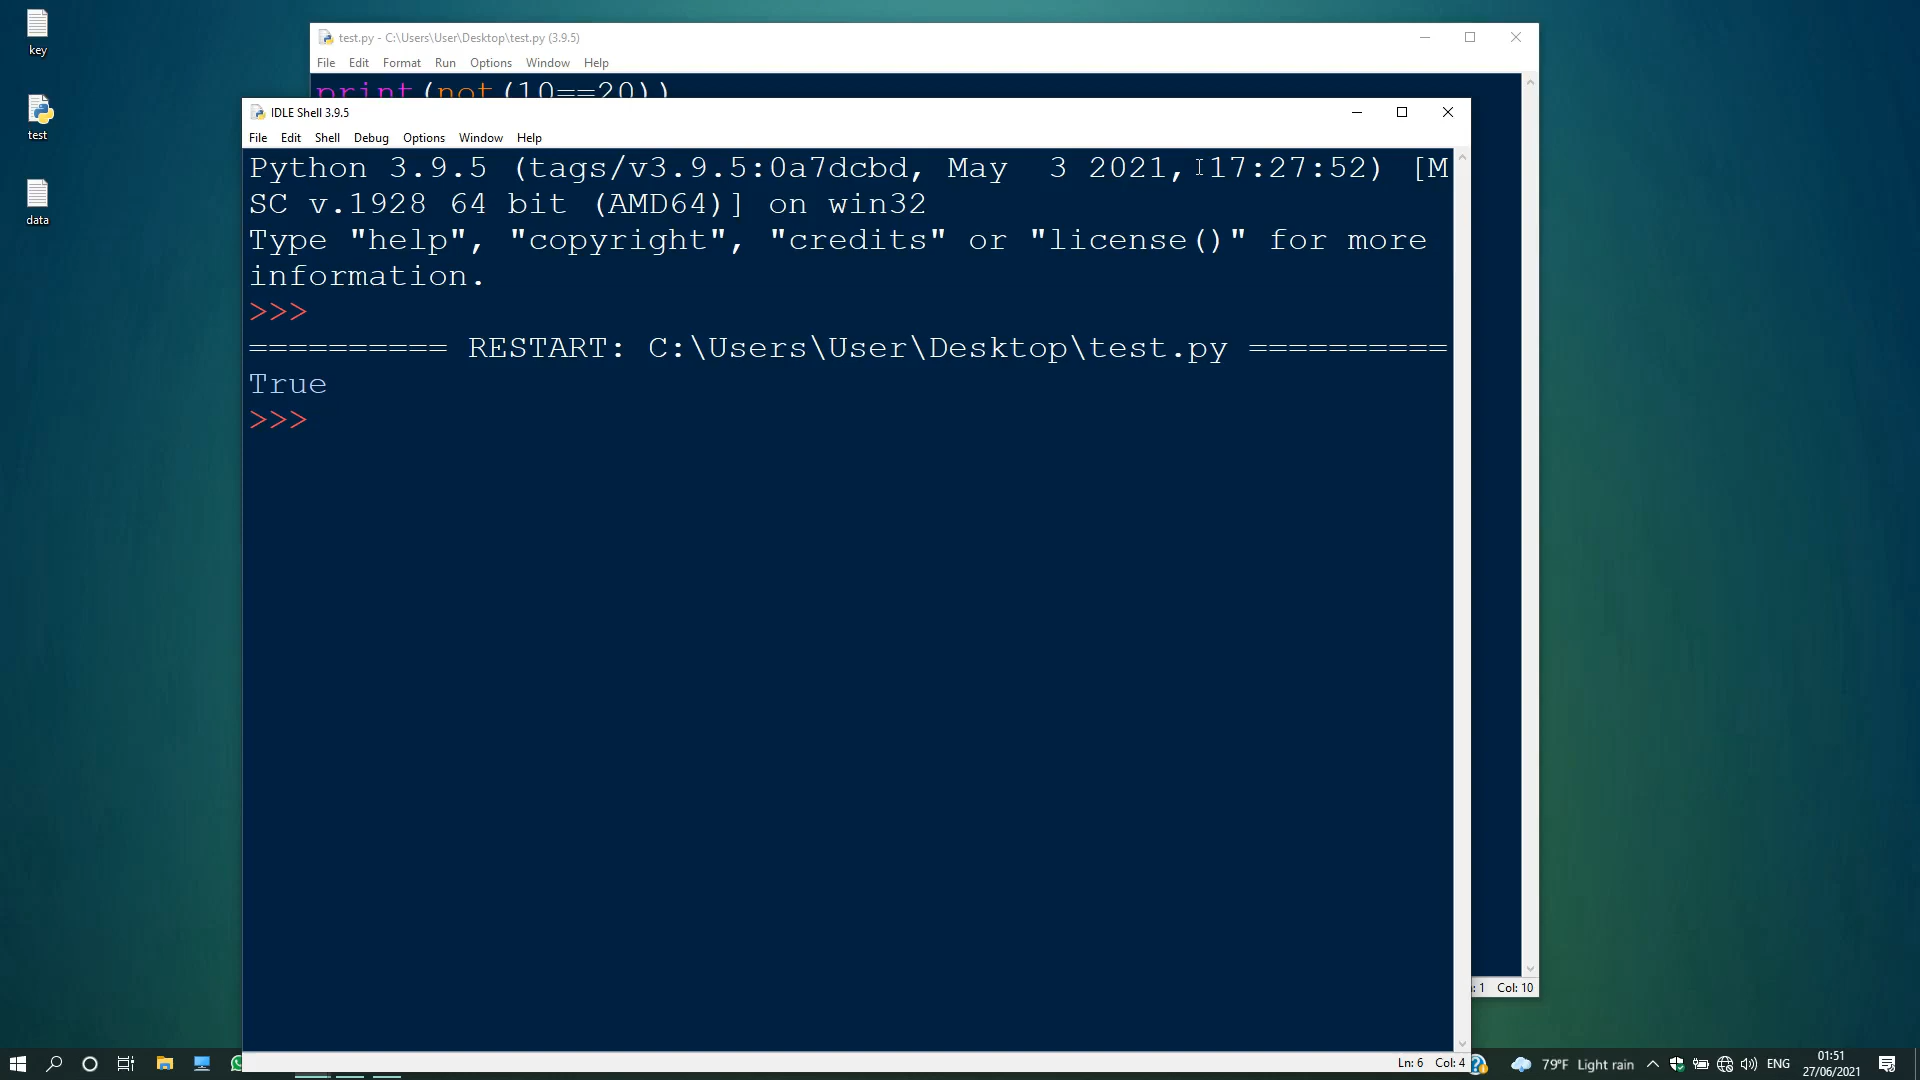 key
test
data
test.py - C:\Users\User\Desktop\test.py (3.9.5)
File Edit Format Run Options Window Help
print(not(10==20))
IDLE Shell 3.9.5
File Edit Shell Debug Options Window Help
Python 3.9.5 (tags/v3.9.5:0a7dcbd, May  3 2021, 17:27:52) [M
SC v.1928 64 bit (AMD64)] on win32
Type "help", "copyright", "credits" or "license()" for more
information.
>>>
========== RESTART: C:\Users\User\Desktop\test.py ==========
True
>>>
: 1 Col: 10
Ln: 6 Col: 4
79°F Light rain
ENG
01:51
27/06/2021